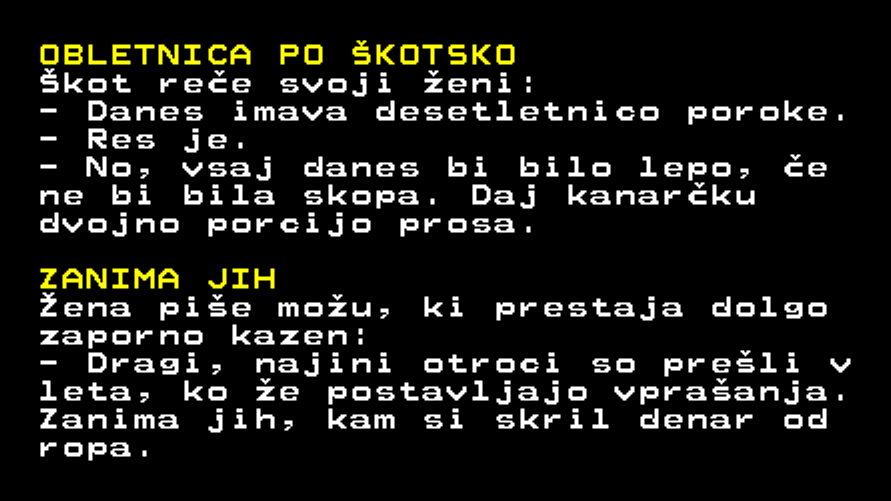 OBLETNICA PO ŠKOTSKO
Škot reče svoji ženi:
- Danes imava desetletnico poroke.
- Res je.
- No, vsaj danes bi bilo lepo, če
ne bi bila skopa. Daj kanarčku
dvojno porcijo prosa.
ZANIMA JIH
Žena piše možu, ki prestaja dolgo
zaporno kazen:
- Dragi, najini otroci so prešli v
leta, ko že postavljajo vprašanja.
Zanima jih, kam si skril denar od
ropa.